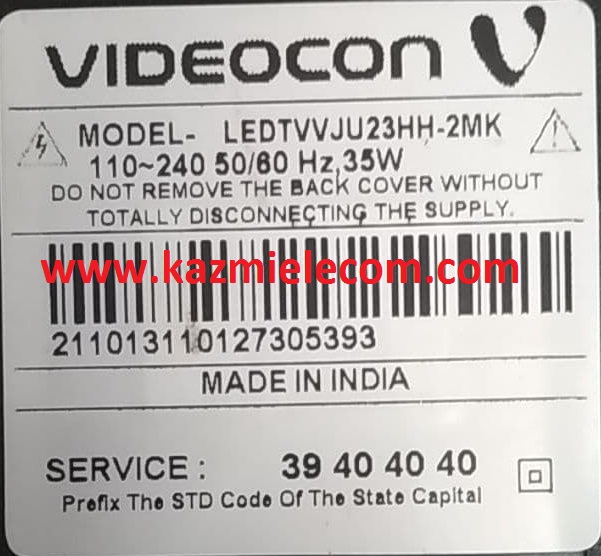 VIDEOCON
MODEL- LEDTVVJU23HH-2MK
110~240 50/60 Hz,35W
DO NOT REMOVE THE BACK COVER WITHOUT
TOTALLY DISCONNECTING THE SUPPLY.
www.kazmielecom.com
211013110127305393
MADE IN INDIA
SERVICE : 39 40 40 40
Prefix The STD Code Of The State Capital